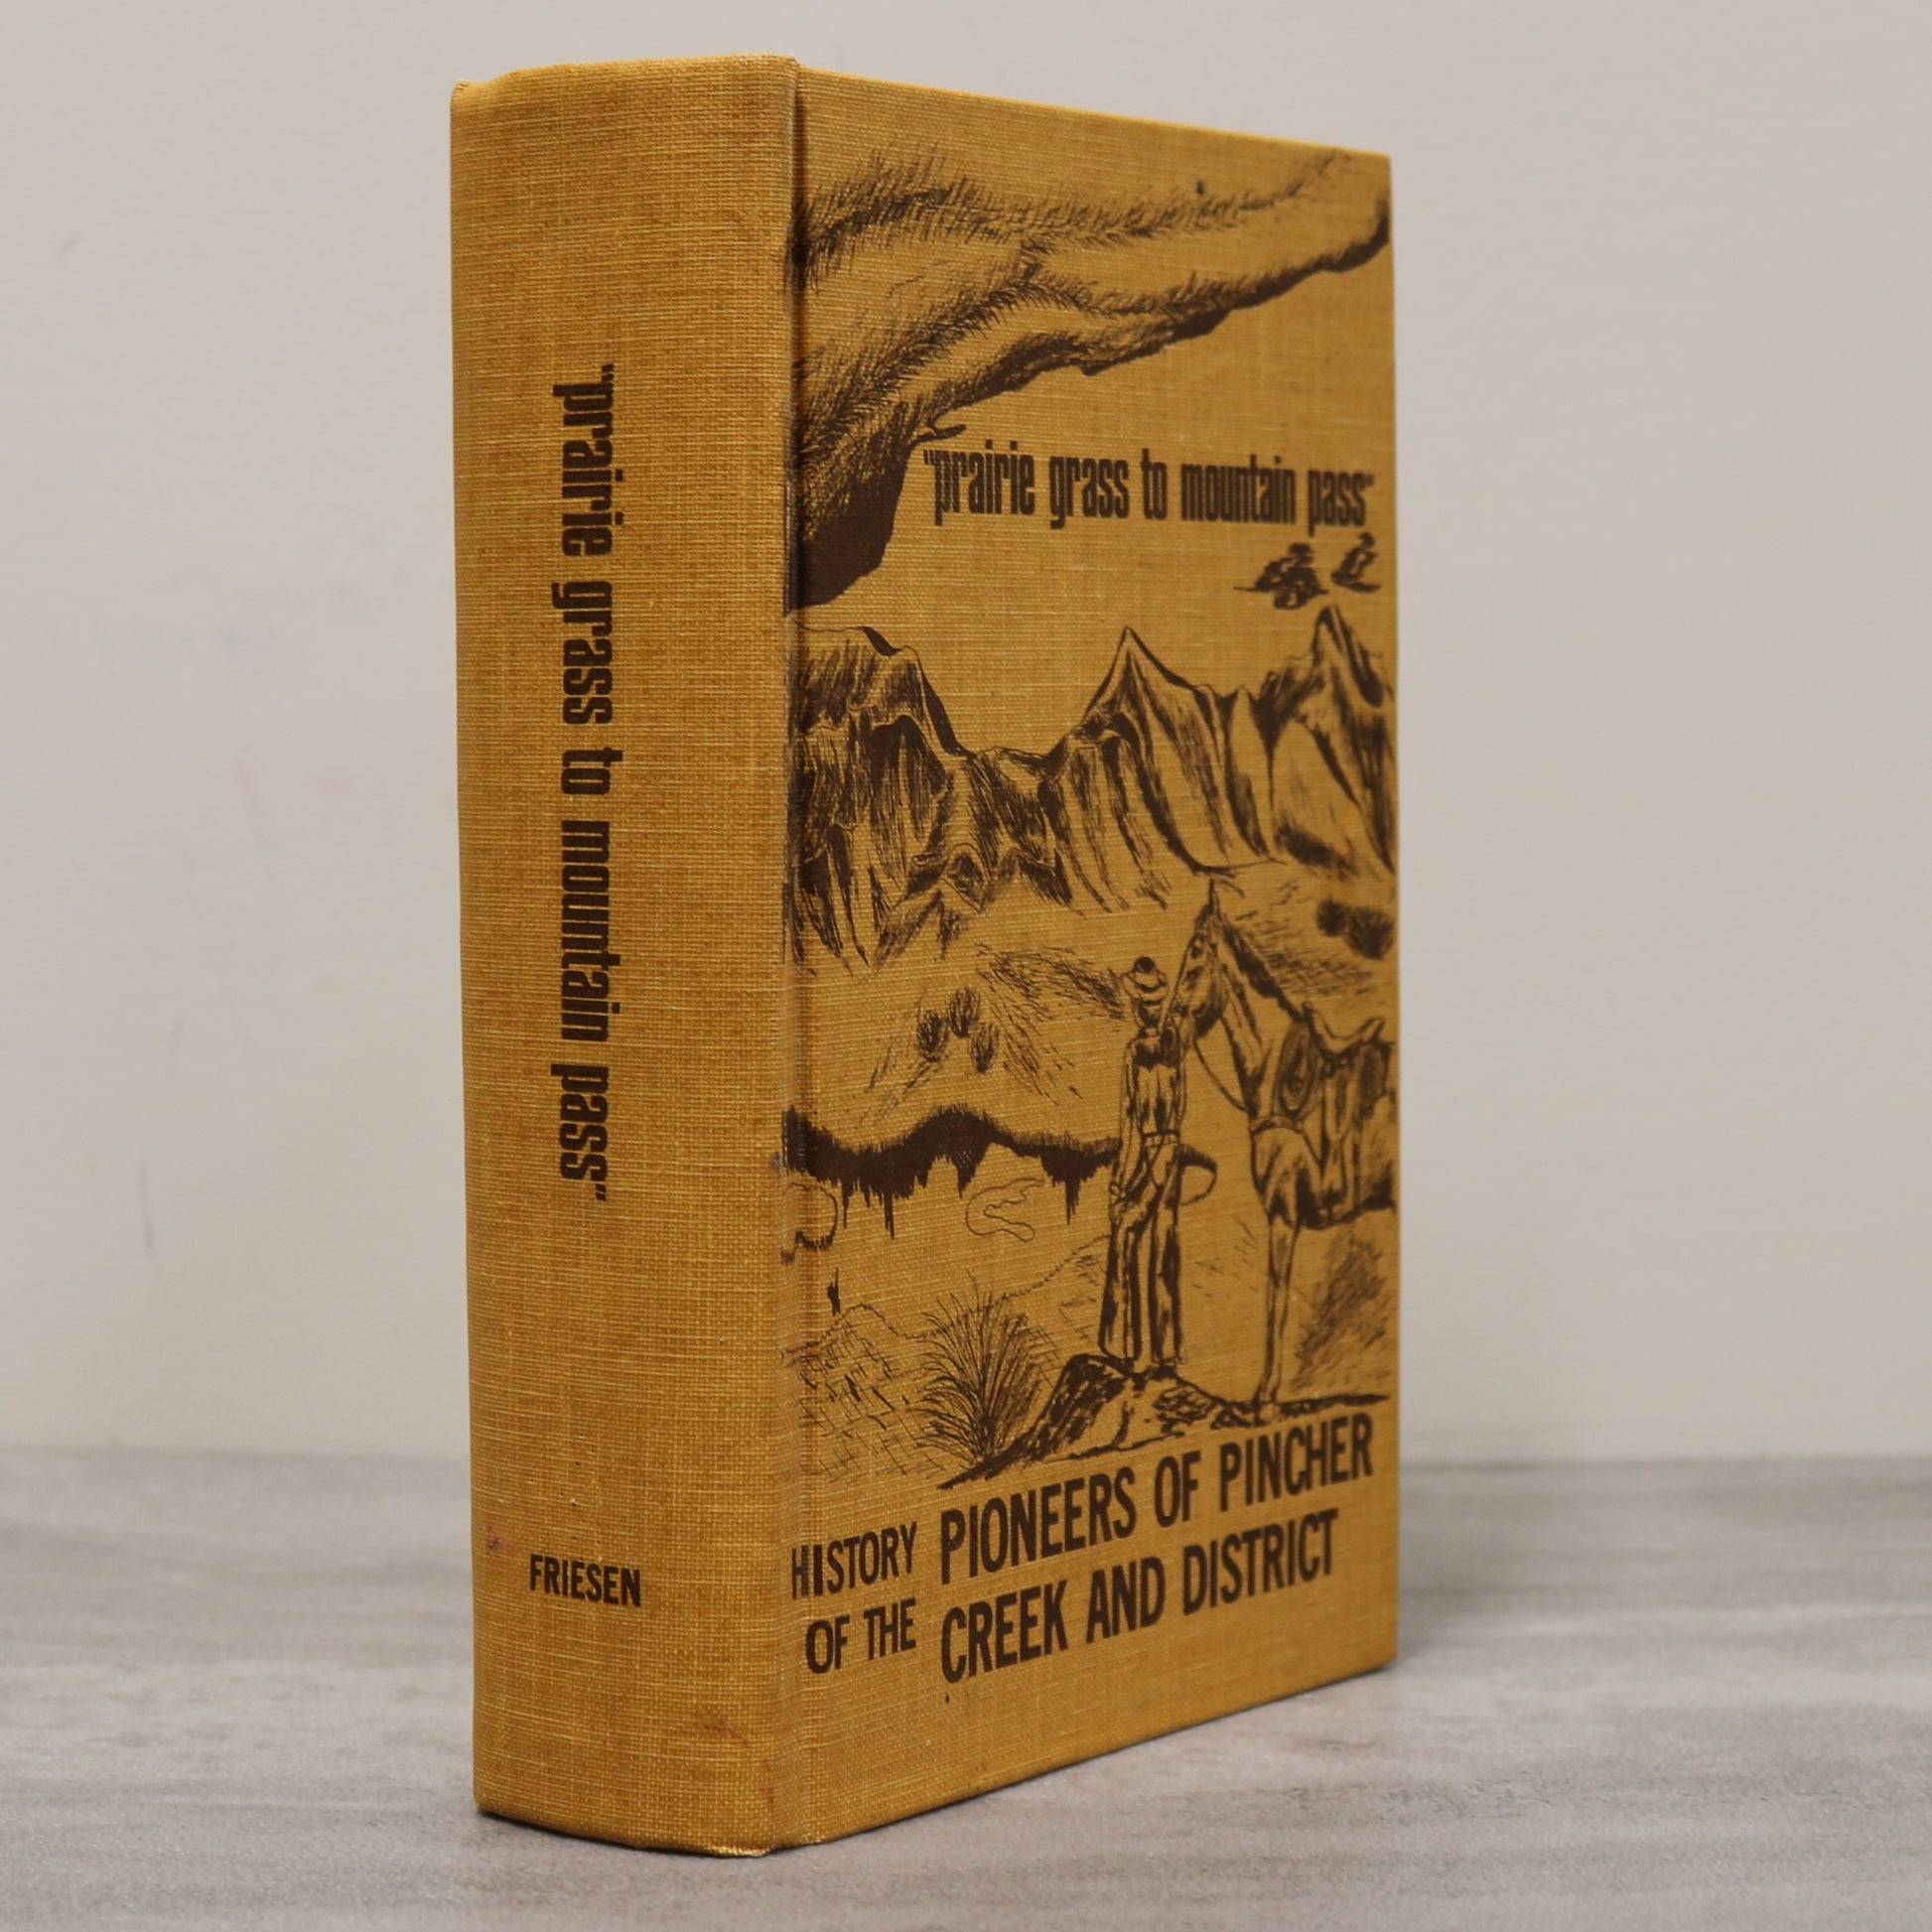 "prairie grass to mountain pass"
FRIESEN
"prairie grass to mountain pass"
HISTORY OF THE
PIONEERS OF PINCHER
CREEK AND DISTRICT